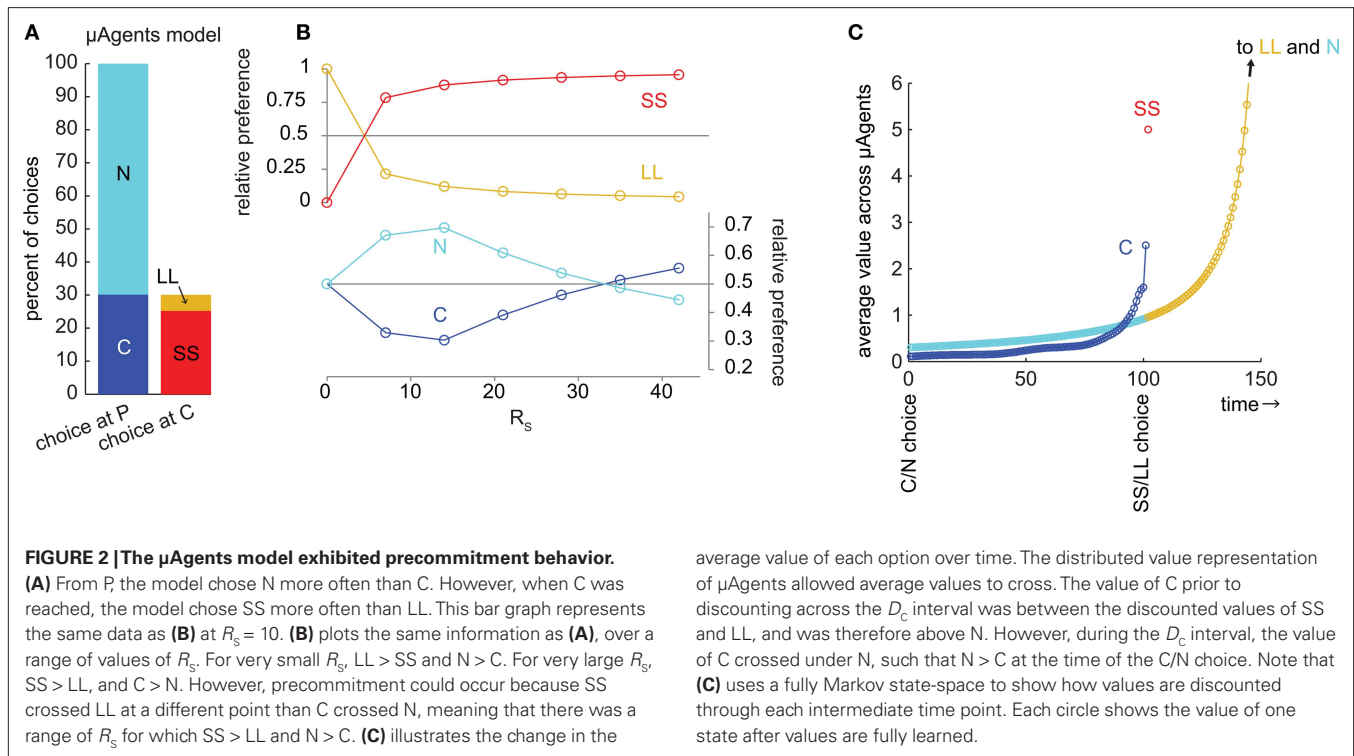 A
µAgents model
percent of choices
100
90
80
70
60
50
40
30
20
10
0
N
C
LL
SS
choice at P
choice at C
B
relative preference
1
0.75
0.5
0.25
0
SS
LL
relative preference
0.7
0.6
0.5
0.4
0.3
0.2
N
C
0 10 20 30 40
R_S
C
to LL and N
average value across µAgents
6
5
4
3
2
1
0
SS
C
0 50 100 150
time →
C/N choice
SS/LL choice
FIGURE 2 | The µAgents model exhibited precommitment behavior.
(A) From P, the model chose N more often than C. However, when C was
reached, the model chose SS more often than LL. This bar graph represents
the same data as (B) at R_S = 10. (B) plots the same information as (A), over a
range of values of R_S. For very small R_S, LL > SS and N > C. For very large R_S,
SS > LL, and C > N. However, precommitment could occur because SS
crossed LL at a different point than C crossed N, meaning that there was a
range of R_S for which SS > LL and N > C. (C) illustrates the change in the
average value of each option over time. The distributed value representation
of µAgents allowed average values to cross. The value of C prior to
discounting across the D_C interval was between the discounted values of SS
and LL, and was therefore above N. However, during the D_C interval, the value
of C crossed under N, such that N > C at the time of the C/N choice. Note that
(C) uses a fully Markov state-space to show how values are discounted
through each intermediate time point. Each circle shows the value of one
state after values are fully learned.